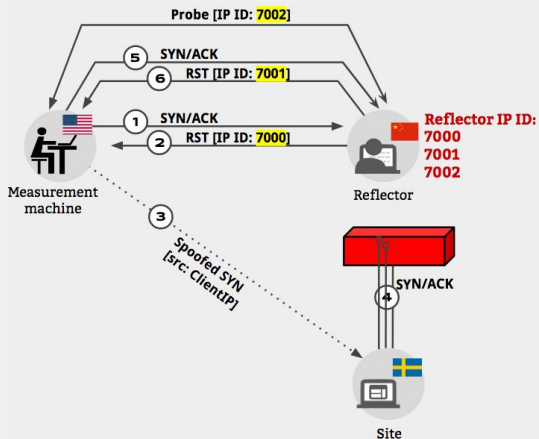 Probe [IP ID: 7002]
5
SYN/ACK
6
RST [IP ID: 7001]
1
SYN/ACK
2
RST [IP ID: 7000]
Reflector IP ID:
7000
7001
7002
Measurement
machine
Reflector
3
Spoofed SYN
[src: ClientIP]
SYN/ACK
4
Site